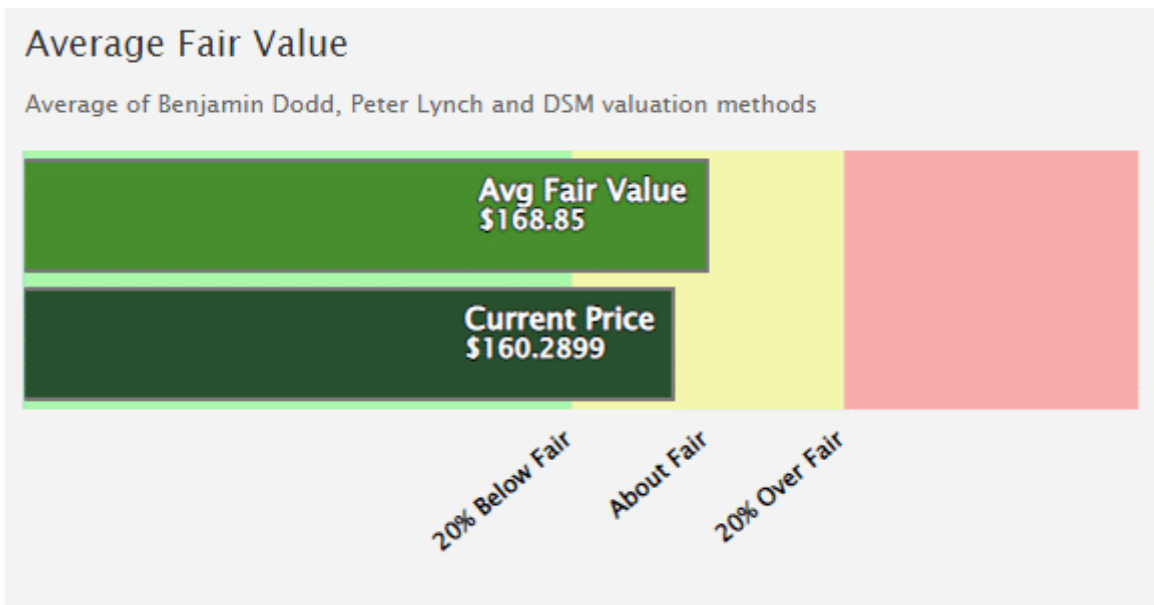 Average Fair Value
Average of Benjamin Dodd, Peter Lynch and DSM valuation methods
Avg Fair Value
$168.85
Current Price
$160.2899
20% Below Fair
About Fair
20% Over Fair